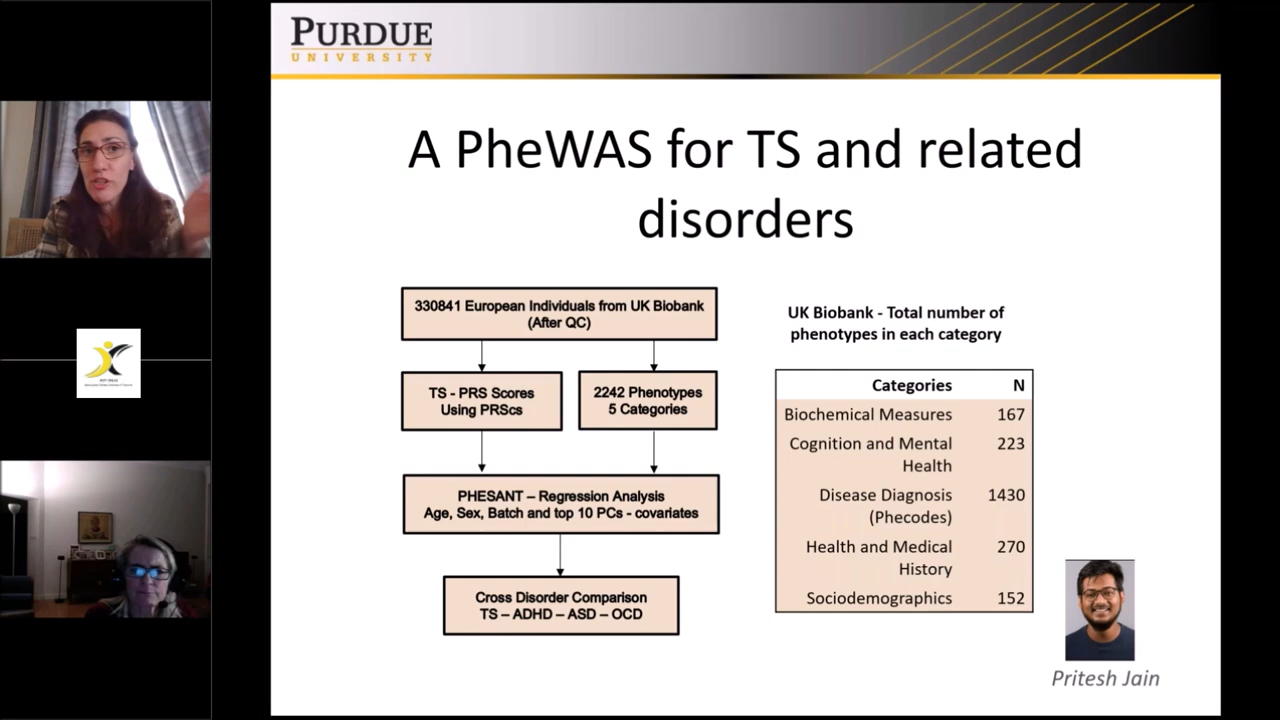 PURDUE
UNIVERSITY
A PheWAS for TS and related
disorders
330841 European Individuals from UK Biobank
(After QC)
TS - PRS Scores
Using PRScs
2242 Phenotypes
5 Categories
PHESANT – Regression Analysis
Age, Sex, Batch and top 10 PCs - covariates
Cross Disorder Comparison
TS – ADHD – ASD – OCD
UK Biobank - Total number of
phenotypes in each category
Categories N
Biochemical Measures 167
Cognition and Mental 223
Health
Disease Diagnosis 1430
(Phecodes)
Health and Medical 270
History
Sociodemographics 152
Pritesh Jain